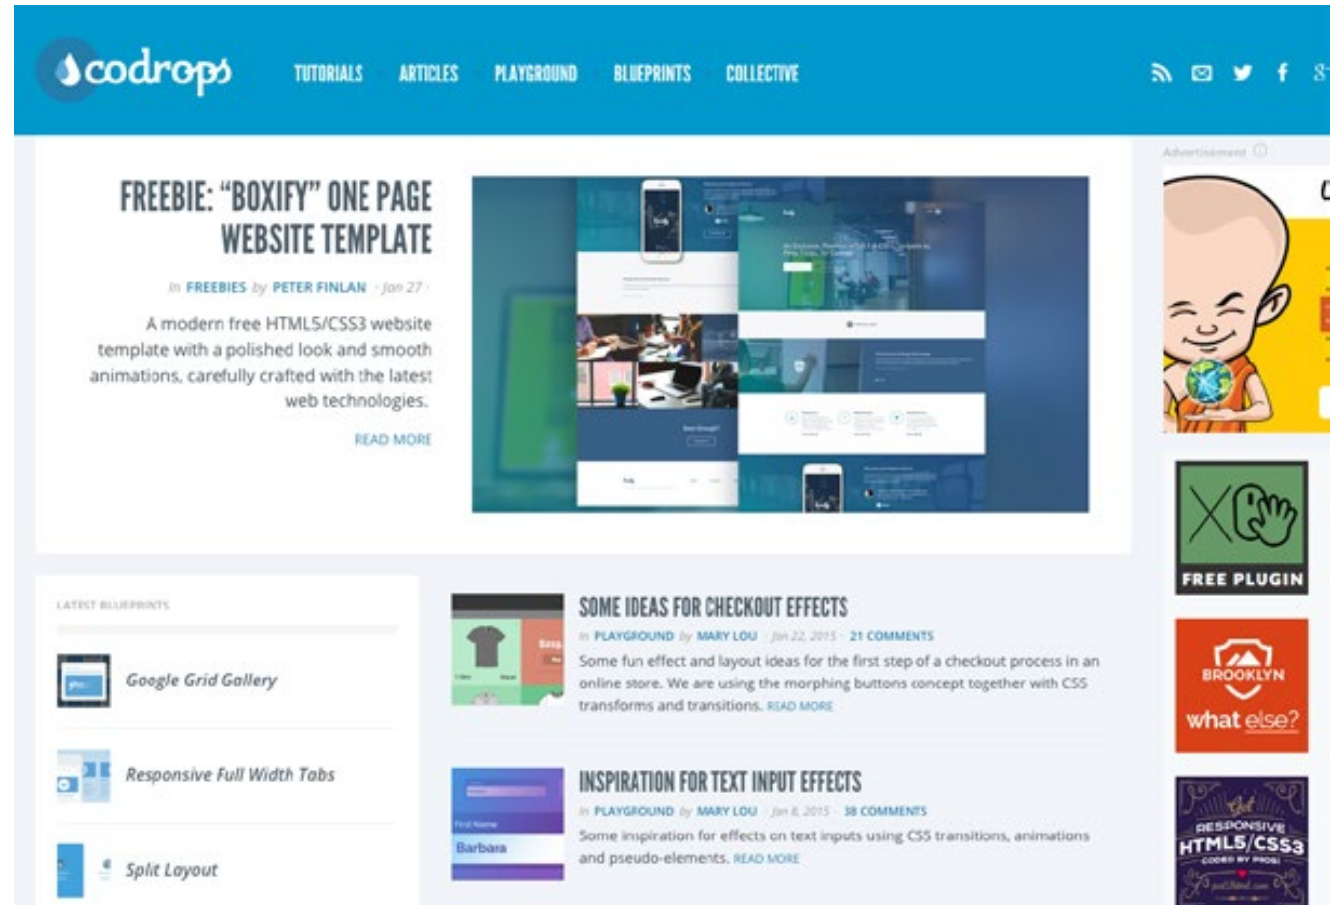 codrops
TUTORIALS
ARTICLES
PLAYGROUND
BLUEPRINTS
COLLECTIVE
Advertisement
FREEBIE: “BOXIFY” ONE PAGE
WEBSITE TEMPLATE
in FREEBIES by PETER FINLAN · Jan 27 ·
A modern free HTML5/CSS3 website
template with a polished look and smooth
animations, carefully crafted with the latest
web technologies.
READ MORE
LATEST BLUEPRINTS
Google Grid Gallery
Responsive Full Width Tabs
Split Layout
SOME IDEAS FOR CHECKOUT EFFECTS
in PLAYGROUND by MARY LOU · Jan 22, 2015 · 21 COMMENTS
Some fun effect and layout ideas for the first step of a checkout process in an
online store. We are using the morphing buttons concept together with CSS
transforms and transitions. READ MORE
First Name
Barbara
INSPIRATION FOR TEXT INPUT EFFECTS
in PLAYGROUND by MARY LOU · Jan 8, 2015 · 38 COMMENTS
Some inspiration for effects on text inputs using CSS transitions, animations
and pseudo-elements. READ MORE
FREE PLUGIN
BROOKLYN
what else?
Get
RESPONSIVE
HTML5/CSS3
CODED BY PROS!